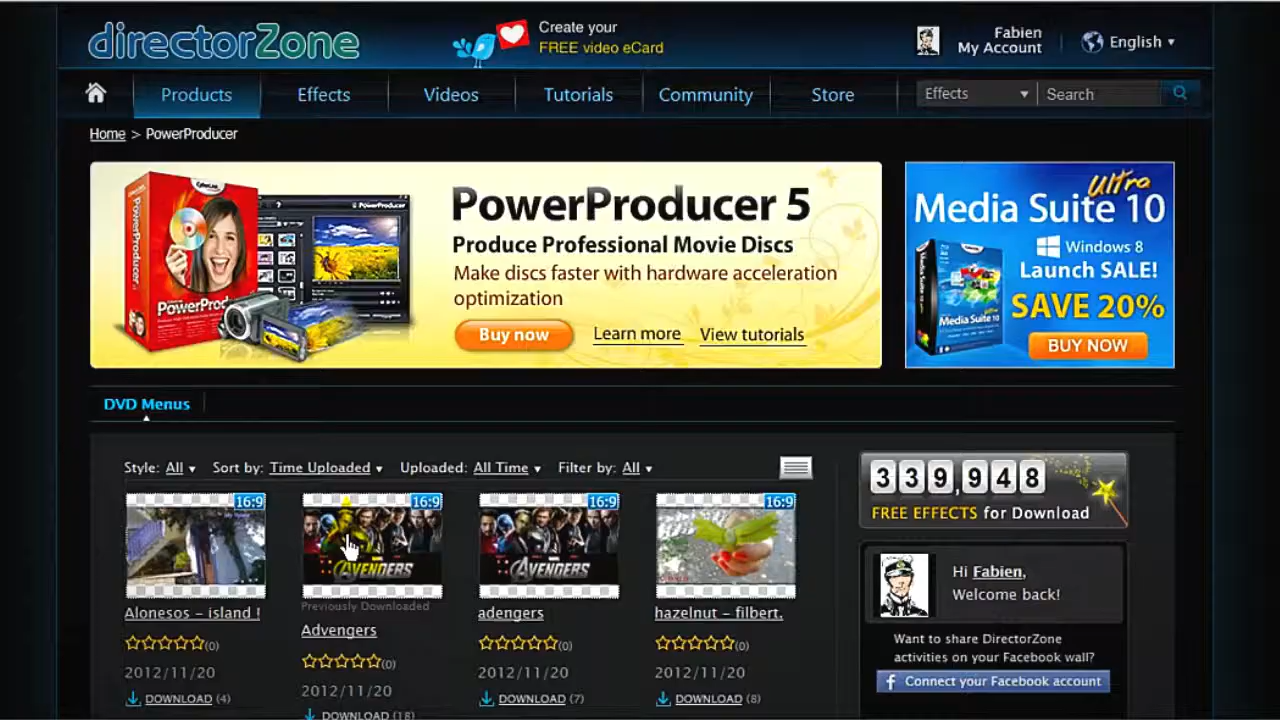 directorZone
Create your
FREE video eCard
Fabien
My Account
English
Products
Effects
Videos
Tutorials
Community
Store
Effects
Search
Home > PowerProducer
CyberLink
PowerProducer
PowerProducer 5
Produce Professional Movie Discs
Make discs faster with hardware acceleration
optimization
Buy now
Learn more
View tutorials
Ultra
Media Suite 10
Windows 8
Launch SALE!
SAVE 20%
Media Suite 10
BUY NOW
DVD Menus
Style: All
Sort by: Time Uploaded
Uploaded: All Time
Filter by: All
16:9
16:9
16:9
16:9
AVENGERS
AVENGERS
339,948
FREE EFFECTS for Download
Alonesos – island !
Previously Downloaded
Advengers
adengers
hazelnut – filbert.
(0)
(0)
(0)
(0)
2012/11/20
2012/11/20
2012/11/20
2012/11/20
DOWNLOAD (4)
DOWNLOAD (18)
DOWNLOAD (7)
DOWNLOAD (8)
Hi Fabien,
Welcome back!
Want to share DirectorZone
activities on your Facebook wall?
Connect your Facebook account